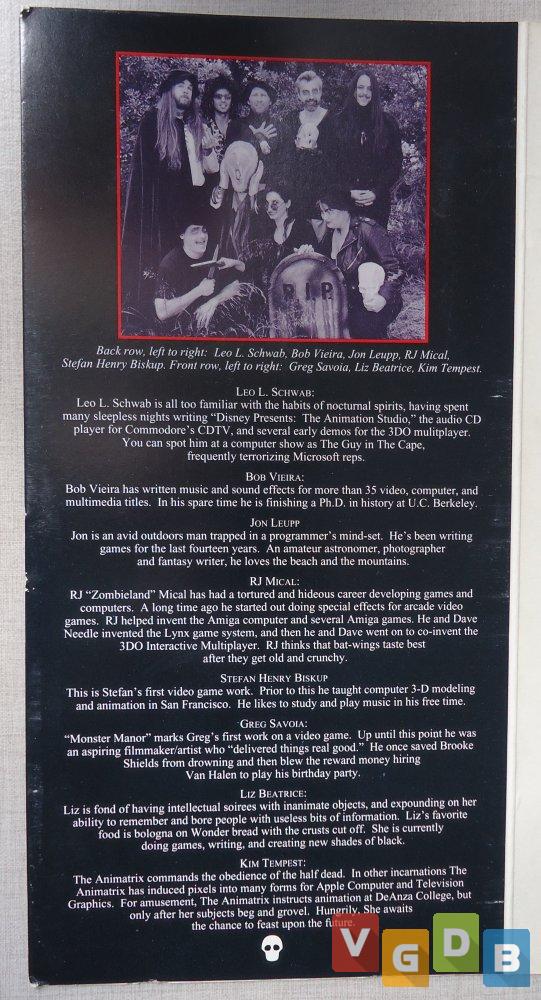 R.I.P.
Back row, left to right: Leo L. Schwab, Bob Vieira, Jon Leupp, RJ Mical,
Stefan Henry Biskup. Front row, left to right: Greg Savoia, Liz Beatrice, Kim Tempest.
LEO L. SCHWAB:
Leo L. Schwab is all too familiar with the habits of nocturnal spirits, having spent
many sleepless nights writing “Disney Presents: The Animation Studio,” the audio CD
player for Commodore's CDTV, and several early demos for the 3DO mulitplayer.
You can spot him at a computer show as The Guy in The Cape,
frequently terrorizing Microsoft reps.
BOB VIEIRA:
Bob Vieira has written music and sound effects for more than 35 video, computer, and
multimedia titles. In his spare time he is finishing a Ph.D. in history at U.C. Berkeley.
JON LEUPP
Jon is an avid outdoors man trapped in a programmer's mind-set. He's been writing
games for the last fourteen years. An amateur astronomer, photographer
and fantasy writer, he loves the beach and the mountains.
RJ MICAL:
RJ “Zombieland” Mical has had a tortured and hideous career developing games and
computers. A long time ago he started out doing special effects for arcade video
games. RJ helped invent the Amiga computer and several Amiga games. He and Dave
Needle invented the Lynx game system, and then he and Dave went on to co-invent the
3DO Interactive Multiplayer. RJ thinks that bat-wings taste best
after they get old and crunchy.
STEFAN HENRY BISKUP
This is Stefan's first video game work. Prior to this he taught computer 3-D modeling
and animation in San Francisco. He likes to study and play music in his free time.
GREG SAVOIA:
“Monster Manor” marks Greg's first work on a video game. Up until this point he was
an aspiring filmmaker/artist who “delivered things real good.” He once saved Brooke
Shields from drowning and then blew the reward money hiring
Van Halen to play his birthday party.
LIZ BEATRICE:
Liz is fond of having intellectual soirees with inanimate objects, and expounding on her
ability to remember and bore people with useless bits of information. Liz's favorite
food is bologna on Wonder bread with the crusts cut off. She is currently
doing games, writing, and creating new shades of black.
KIM TEMPEST:
The Animatrix commands the obedience of the half dead. In other incarnations The
Animatrix has induced pixels into many forms for Apple Computer and Television
Graphics. For amusement, The Animatrix instructs animation at DeAnza College, but
only after her subjects beg and grovel. Hungrily, She awaits
the chance to feast upon the future.
VGDB